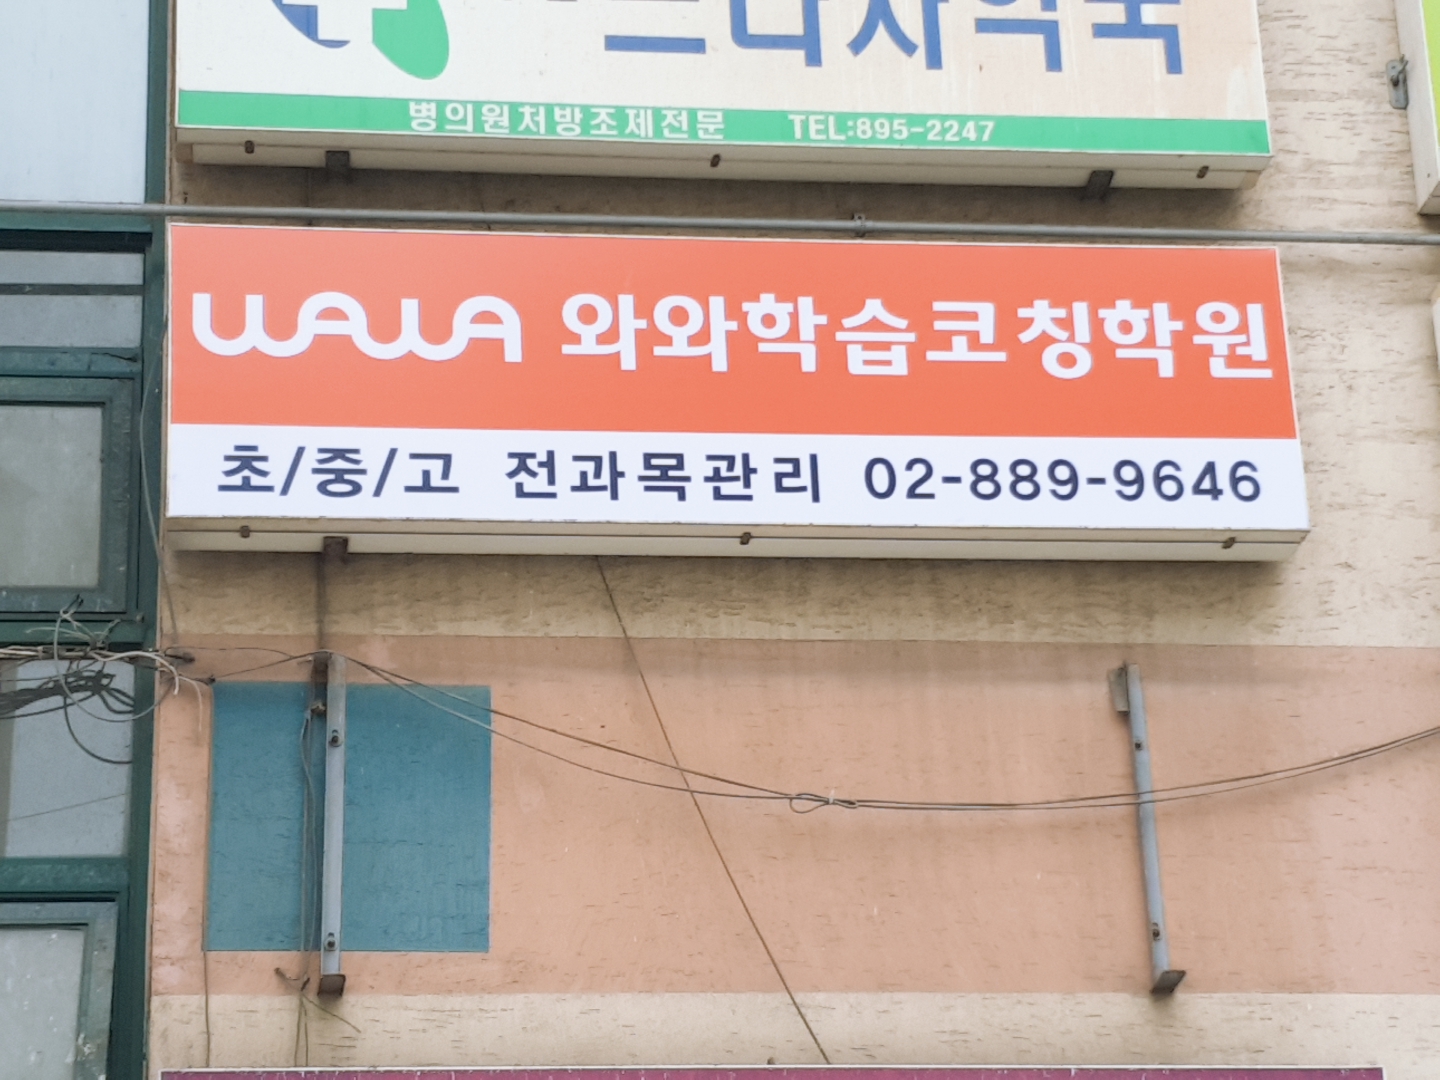 병의원처방조제전문 TEL:895-2247
WAWA 와와학습코칭학원
초/중/고 전과목관리 02-889-9646